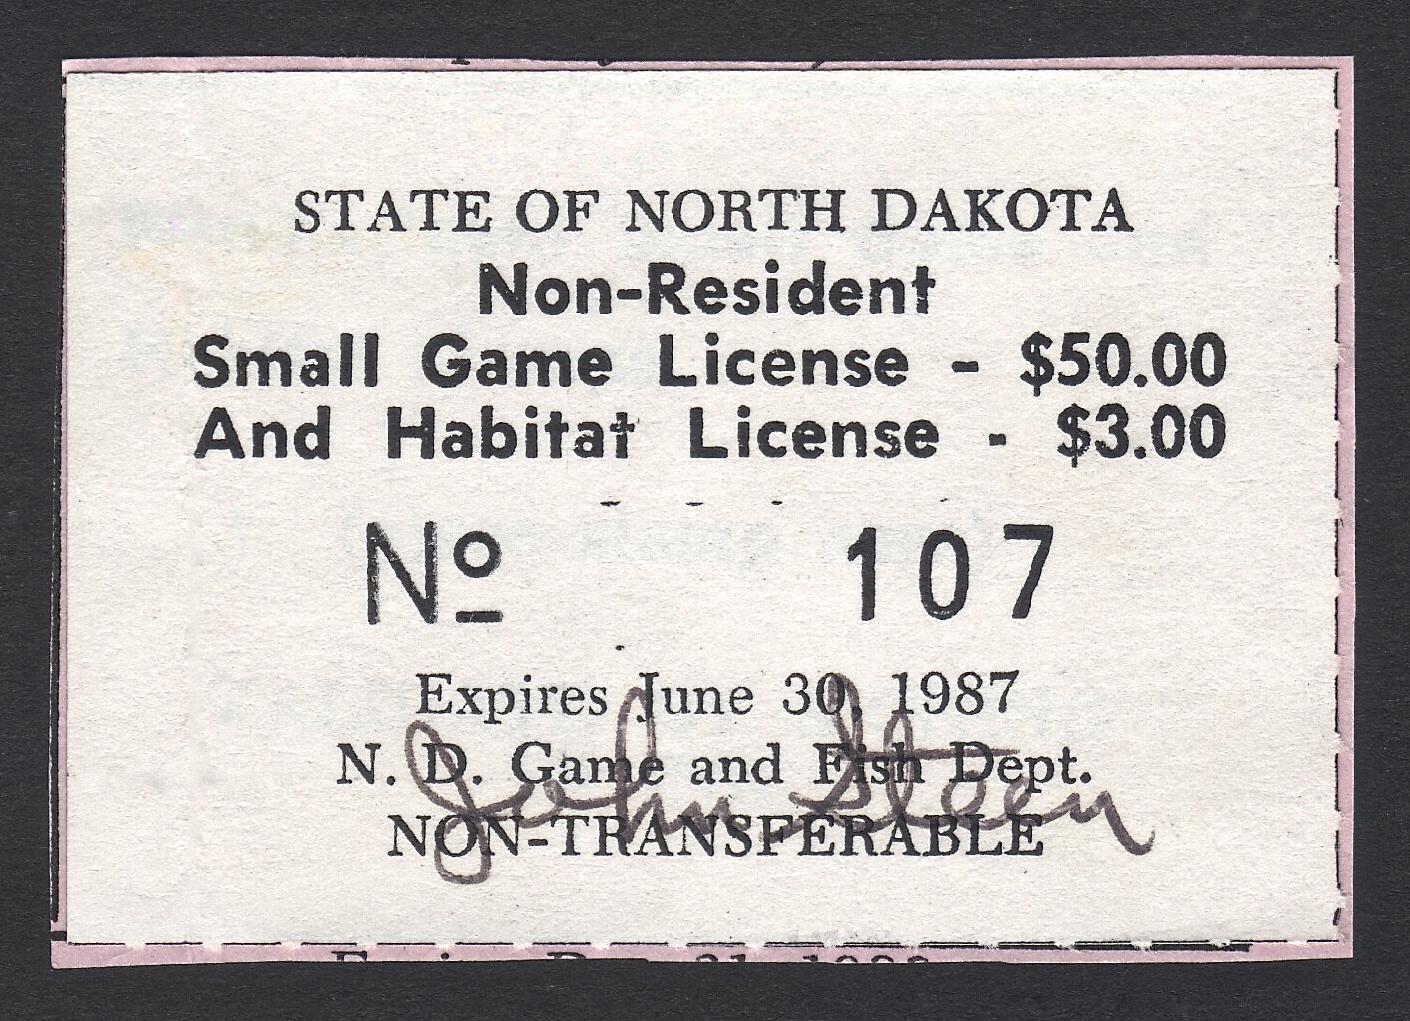 STATE OF NORTH DAKOTA
Non-Resident
Small Game License - $50.00
And Habitat License - $3.00
No 107
Expires June 30, 1987
N. D. Game and Fish Dept.
John Steen
NON-TRANSFERABLE